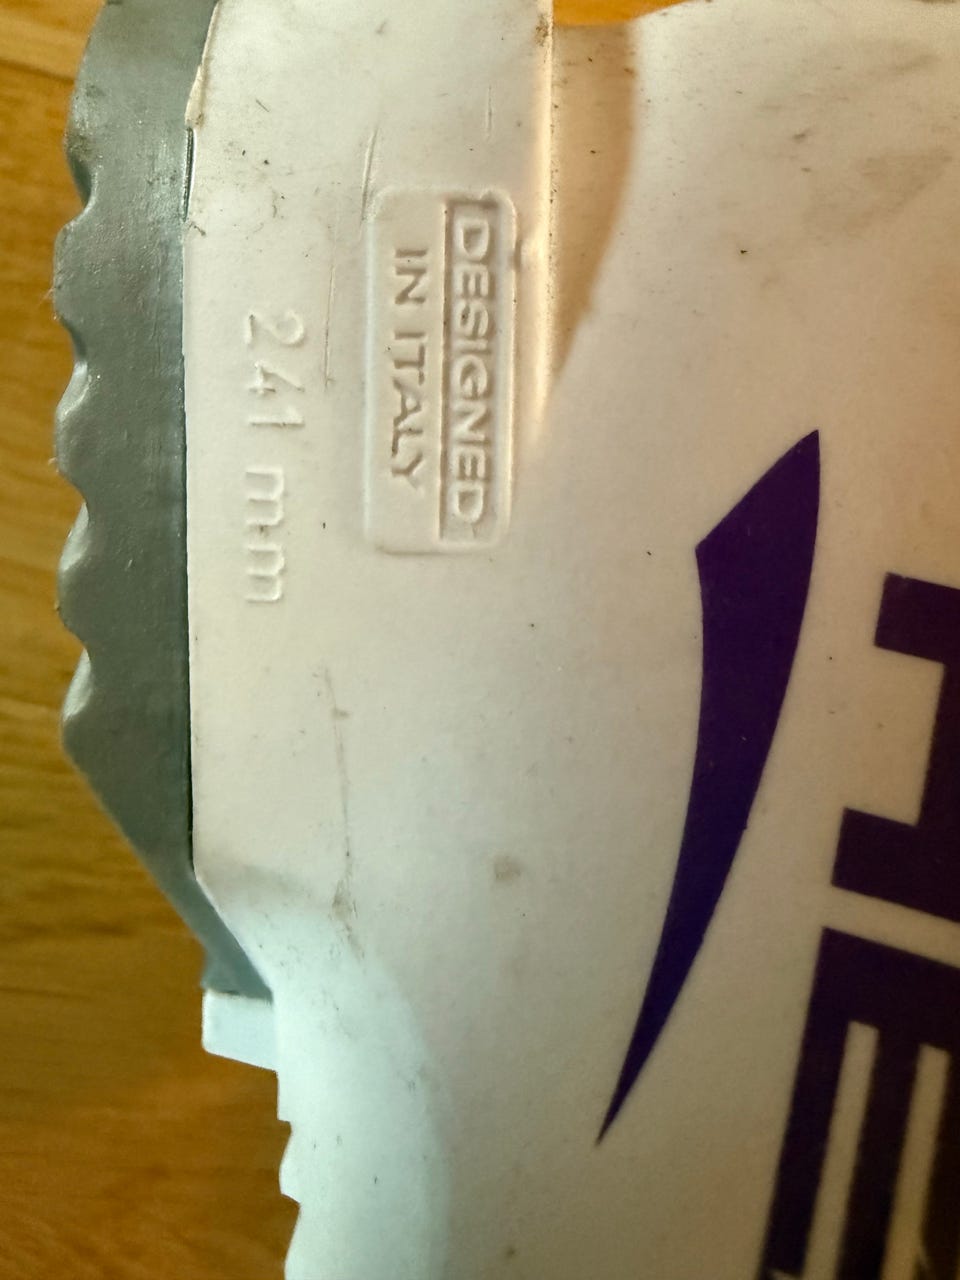 DESIGNED
IN ITALY
241 mm